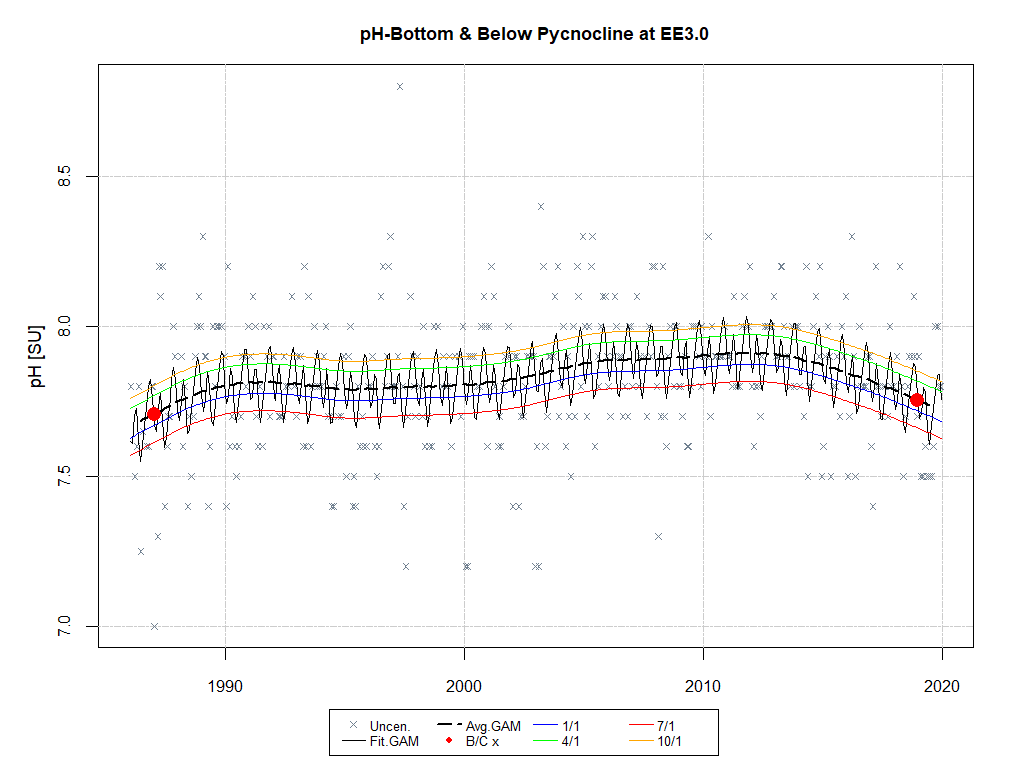 pH-Bottom & Below Pycnocline at EE3.0
pH [SU]
8.5
8.0
7.5
7.0
1990 2000 2010 2020
Uncen. Avg.GAM 1/1 7/1
Fit.GAM B/C x 4/1 10/1